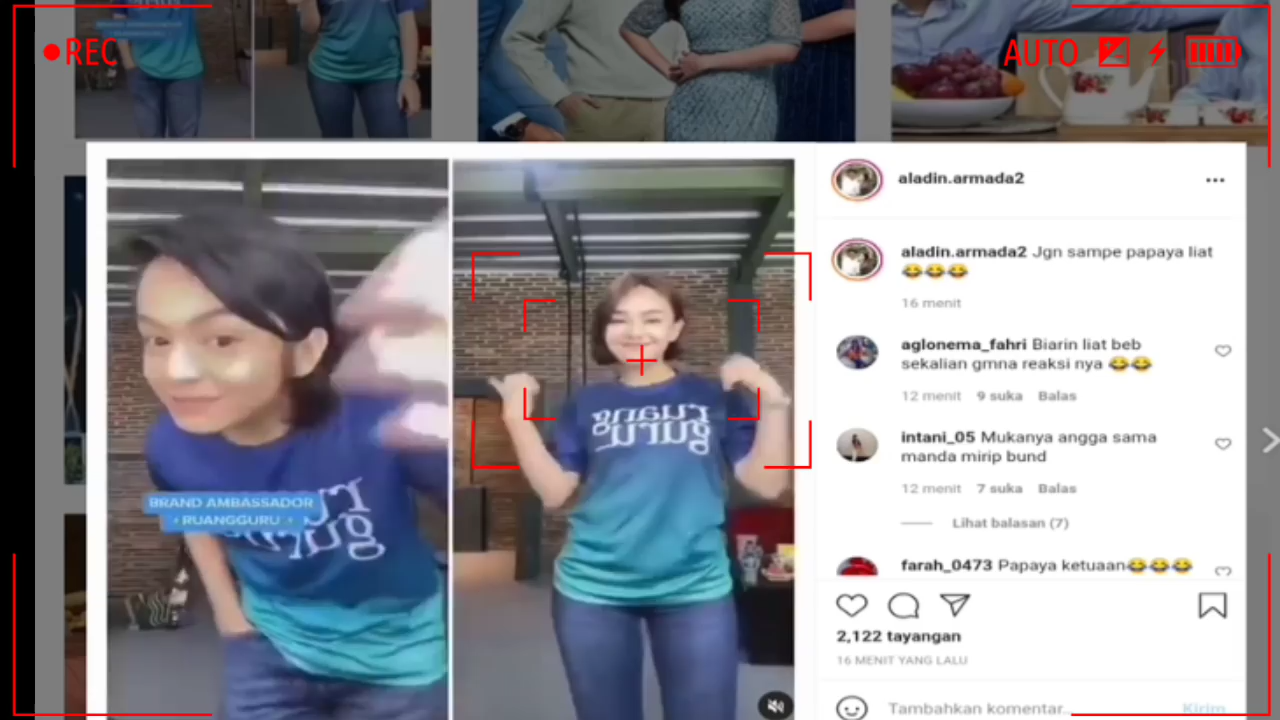 REC
AUTO
aladin.armada2
aladin.armada2 Jgn sampe papaya liat
😂😂😂
16 menit
aglonema_fahri Biarin liat beb
sekalian gmna reaksi nya 😂😂
12 menit 9 suka Balas
intani_05 Mukanya angga sama
manda mirip bund
12 menit 7 suka Balas
Lihat balasan (7)
farah_0473 Papaya ketuaan😂😂😂
2,122 tayangan
16 MENIT YANG LALU
Tambahkan komentar...
Kirim
BRAND AMBASSADOR
RUANGGURU
ruang
guru
ruang
guru